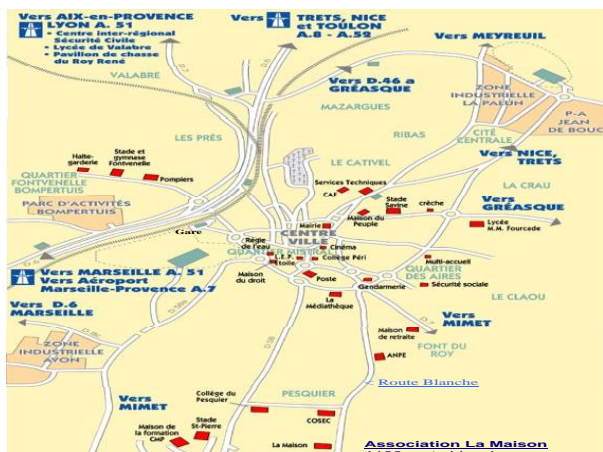 Vers AIX-en-PROVENCE
LYON A. 51
• Centre inter-régional
Sécurité Civile
• Lycée de Valabre
• Pavillon de chasse
du Roy René
Vers
TRETS, NICE
et TOULON
A.8 - A.52
Vers MEYREUIL
VALABRE
D.7
D.6
Vers D.46 a
GRÉASQUE
ZONE
INDUSTRIELLE
LA PALUN
MAZARGUES
P-A
JEAN
DE BOUC
LES PRÉS
RIBAS
CITÉ
CENTRALE
Vers NICE,
TRETS
Halte-
garderie
Stade et
gymnase
Fontvenelle
Pompiers
LE CATIVEL
QUARTIER
FONTVENELLE
BOMPERTUIS
Services Techniques
CAF
Stade
Savine
crèche
LA CRAU
Vers
GRÉASQUE
PARC D'ACTIVITÉS
BOMPERTUIS
Maison du
Peuple
Lycée
M.M. Fourcade
Gare
Mairie
CENTRE
VILLE
Régie
de l'eau
QUARTIER MISTRAL
Cinéma
L.E.P.
Etoile
Collège Péri
Multi-accueil
QUARTIER
DES AIRES
Vers MARSEILLE A. 51
Vers Aéroport
Marseille-Provence A.7
Maison
du droit
Poste
Gendarmerie
Sécurité sociale
La
Médiathèque
LE CLAOU
Vers D.6
MARSEILLE
Vers
MIMET
Maison
de retraite
ZONE
INDUSTRIELLE
AVON
D 58
FONT DU
ROY
ANPE
Vers
MIMET
Collège du
Pesquier
PESQUIER
< Route Blanche
Maison de
la formation
CMP
Stade
St-Pierre
COSEC
La Maison
Association La Maison